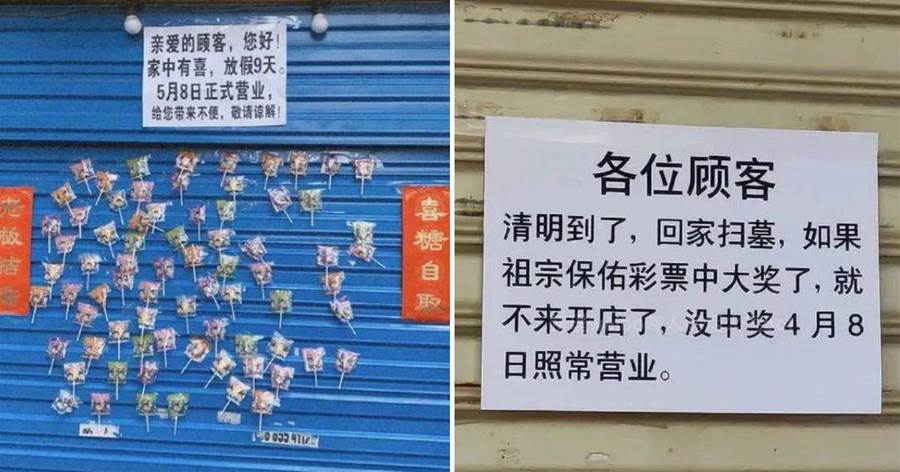 亲爱的顾客，您好！
家中有喜，放假9天。
5月8日正式营业，
给您带来不便，敬请谅解！
老板结婚
喜糖自取
各位顾客
清明到了，回家扫墓，如果
祖宗保佑彩票中大奖了，就
不来开店了，没中奖4月8
日照常营业。